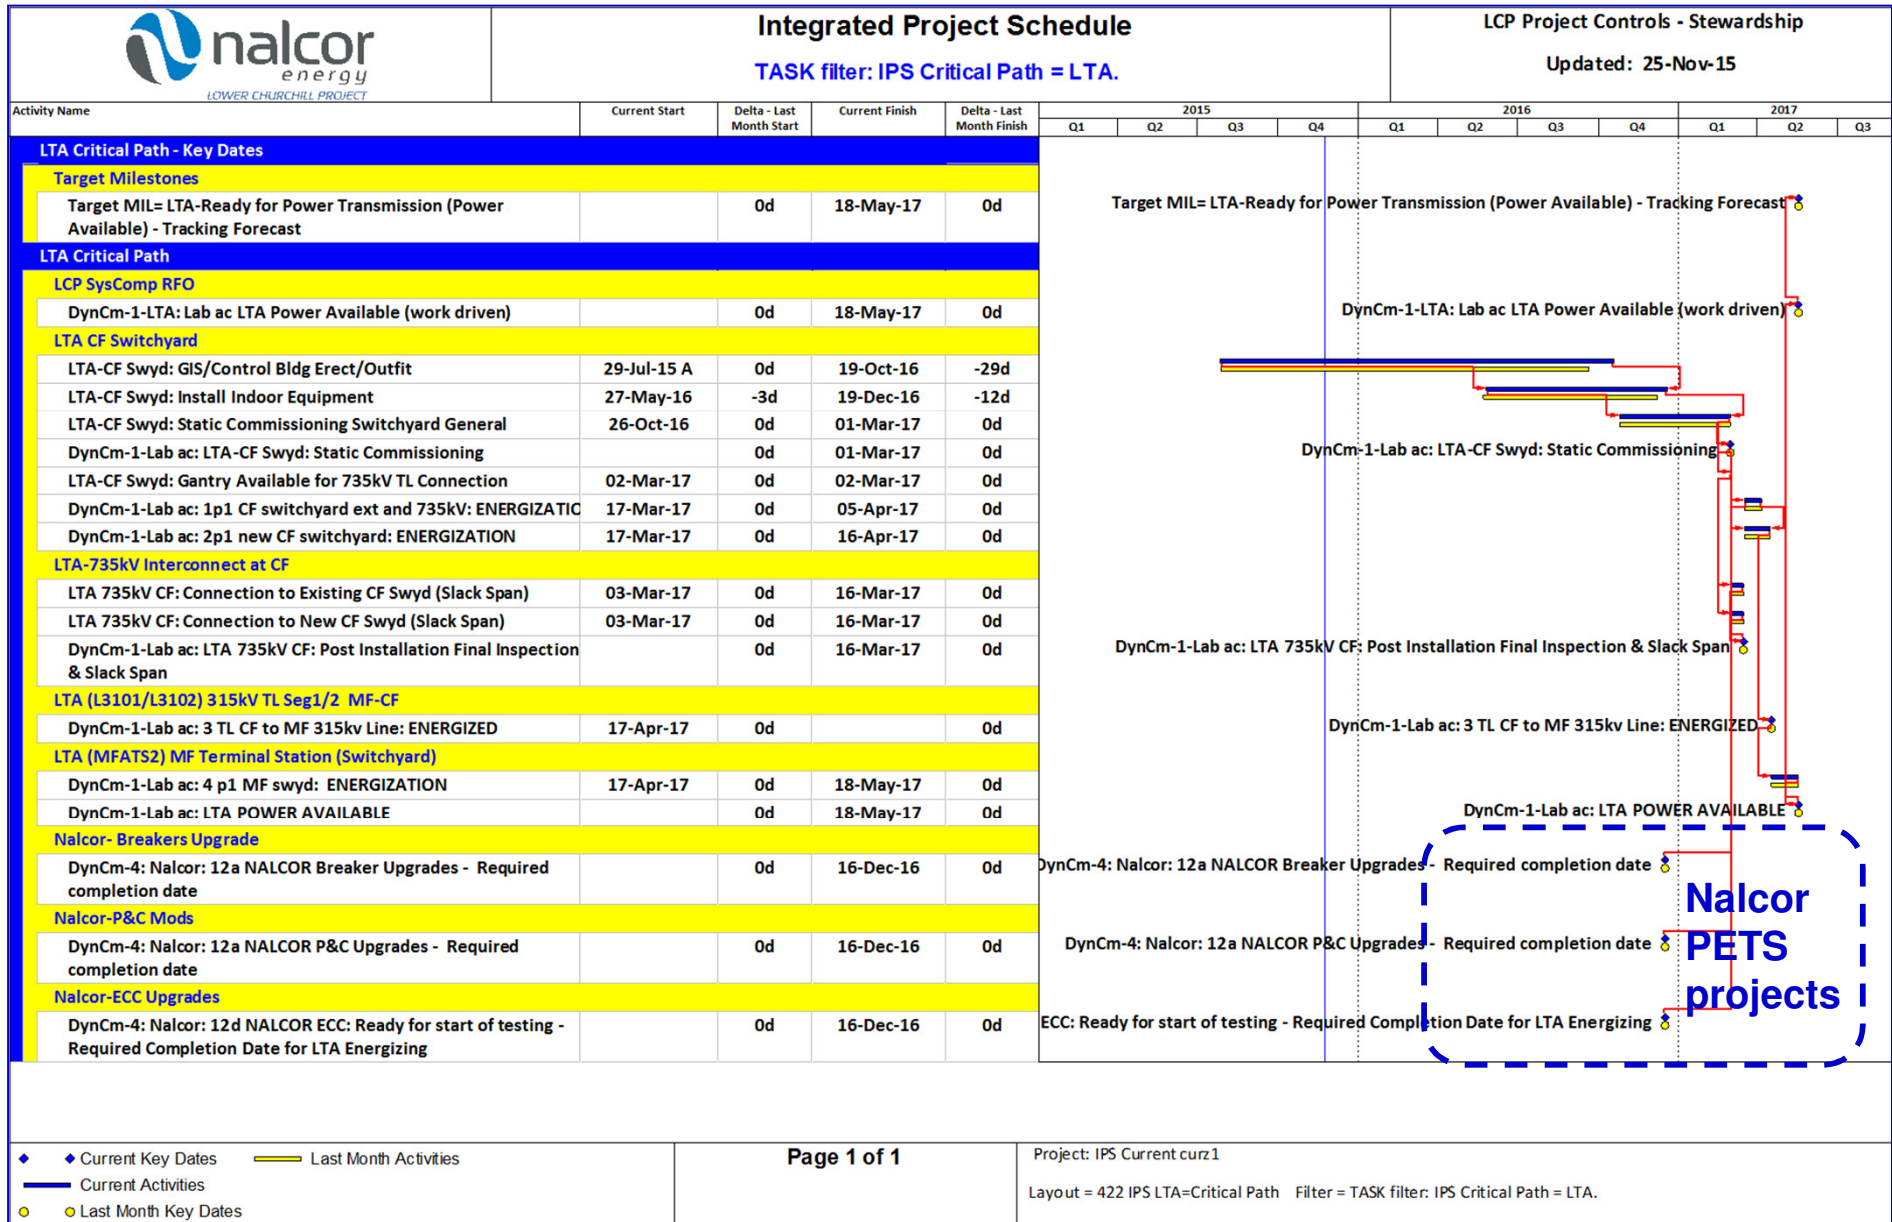 nalcor
energy
LOWER CHURCHILL PROJECT
Integrated Project Schedule
TASK filter: IPS Critical Path = LTA.
LCP Project Controls - Stewardship
Updated: 25-Nov-15
Activity Name Current Start Delta - Last Month Start Current Finish Delta - Last Month Finish
2015 2016 2017
Q1 Q2 Q3 Q4 Q1 Q2 Q3 Q4 Q1 Q2 Q3
LTA Critical Path - Key Dates
Target Milestones
Target MIL= LTA-Ready for Power Transmission (Power 0d 18-May-17 0d
Available) - Tracking Forecast
Target MIL= LTA-Ready for Power Transmission (Power Available) - Tracking Forecast
LTA Critical Path
LCP SysComp RFO
DynCm-1-LTA: Lab ac LTA Power Available (work driven) 0d 18-May-17 0d
DynCm-1-LTA: Lab ac LTA Power Available (work driven)
LTA CF Switchyard
LTA-CF Swyd: GIS/Control Bldg Erect/Outfit 29-Jul-15 A 0d 19-Oct-16 -29d
LTA-CF Swyd: Install Indoor Equipment 27-May-16 -3d 19-Dec-16 -12d
LTA-CF Swyd: Static Commissioning Switchyard General 26-Oct-16 0d 01-Mar-17 0d
DynCm-1-Lab ac: LTA-CF Swyd: Static Commissioning 0d 01-Mar-17 0d
DynCm-1-Lab ac: LTA-CF Swyd: Static Commissioning
LTA-CF Swyd: Gantry Available for 735kV TL Connection 02-Mar-17 0d 02-Mar-17 0d
DynCm-1-Lab ac: 1p1 CF switchyard ext and 735kV: ENERGIZATIC 17-Mar-17 0d 05-Apr-17 0d
DynCm-1-Lab ac: 2p1 new CF switchyard: ENERGIZATION 17-Mar-17 0d 16-Apr-17 0d
LTA-735kV Interconnect at CF
LTA 735kV CF: Connection to Existing CF Swyd (Slack Span) 03-Mar-17 0d 16-Mar-17 0d
LTA 735kV CF: Connection to New CF Swyd (Slack Span) 03-Mar-17 0d 16-Mar-17 0d
DynCm-1-Lab ac: LTA 735kV CF: Post Installation Final Inspection 0d 16-Mar-17 0d
& Slack Span
DynCm-1-Lab ac: LTA 735kV CF: Post Installation Final Inspection & Slack Span
LTA (L3101/L3102) 315kV TL Seg1/2 MF-CF
DynCm-1-Lab ac: 3 TL CF to MF 315kv Line: ENERGIZED 17-Apr-17 0d 0d
DynCm-1-Lab ac: 3 TL CF to MF 315kv Line: ENERGIZED
LTA (MFATS2) MF Terminal Station (Switchyard)
DynCm-1-Lab ac: 4 p1 MF swyd: ENERGIZATION 17-Apr-17 0d 18-May-17 0d
DynCm-1-Lab ac: LTA POWER AVAILABLE 0d 18-May-17 0d
DynCm-1-Lab ac: LTA POWER AVAILABLE
Nalcor- Breakers Upgrade
DynCm-4: Nalcor: 12a NALCOR Breaker Upgrades - Required 0d 16-Dec-16 0d
completion date
DynCm-4: Nalcor: 12a NALCOR Breaker Upgrades - Required completion date
Nalcor-P&C Mods
DynCm-4: Nalcor: 12a NALCOR P&C Upgrades - Required 0d 16-Dec-16 0d
completion date
DynCm-4: Nalcor: 12a NALCOR P&C Upgrades - Required completion date
Nalcor-ECC Upgrades
DynCm-4: Nalcor: 12d NALCOR ECC: Ready for start of testing - 0d 16-Dec-16 0d
Required Completion Date for LTA Energizing
ECC: Ready for start of testing - Required Completion Date for LTA Energizing
Nalcor
PETS
projects
Current Key Dates Last Month Activities
Current Activities
Last Month Key Dates
Page 1 of 1
Project: IPS Current curz1
Layout = 422 IPS LTA=Critical Path Filter = TASK filter: IPS Critical Path = LTA.